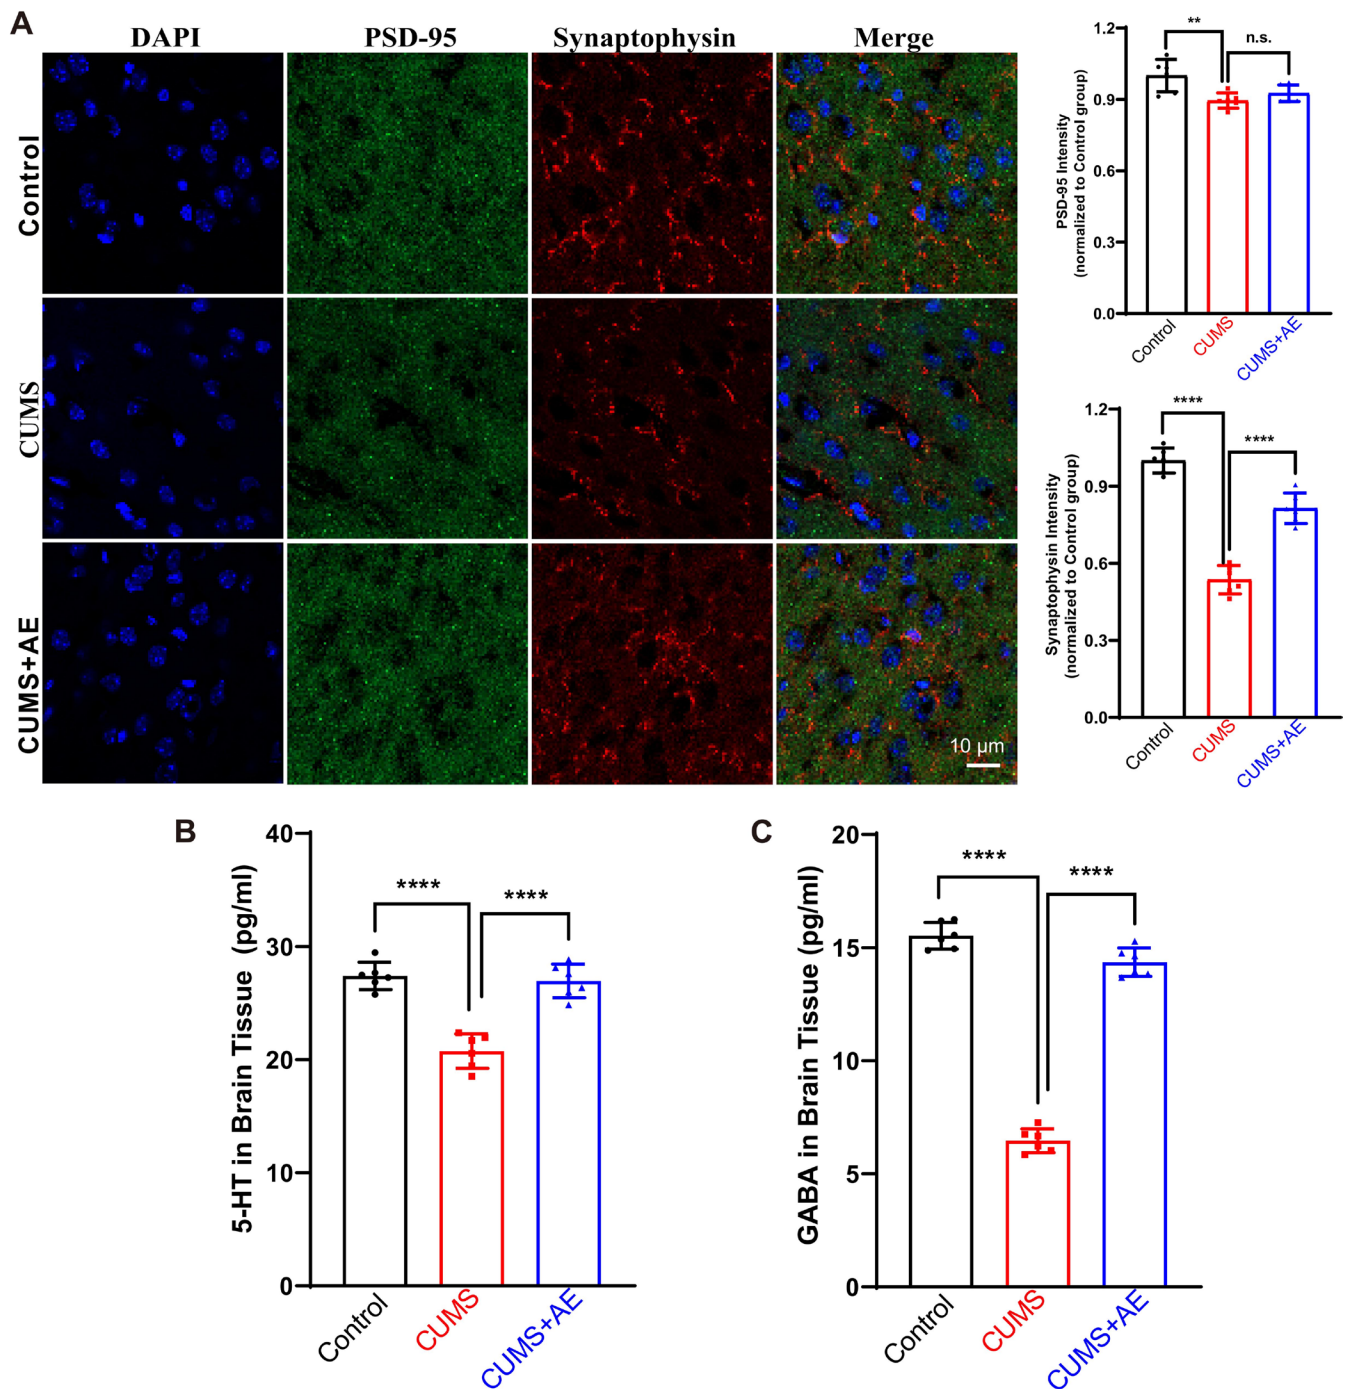 A
DAPI
PSD-95
Synaptophysin
Merge
Control
CUMS
CUMS+AE
10 µm
PSD-95 Intensity
(normalized to Control group)
1.2
0.9
0.6
0.3
0.0
**
n.s.
Control
CUMS
CUMS+AE
Synaptophysin Intensity
(normalized to Control group)
1.2
0.9
0.6
0.3
0.0
****
****
Control
CUMS
CUMS+AE
B
5-HT in Brain Tissue (pg/ml)
40
30
20
10
0
****
****
Control
CUMS
CUMS+AE
C
GABA in Brain Tissue (pg/ml)
20
15
10
5
0
****
****
Control
CUMS
CUMS+AE